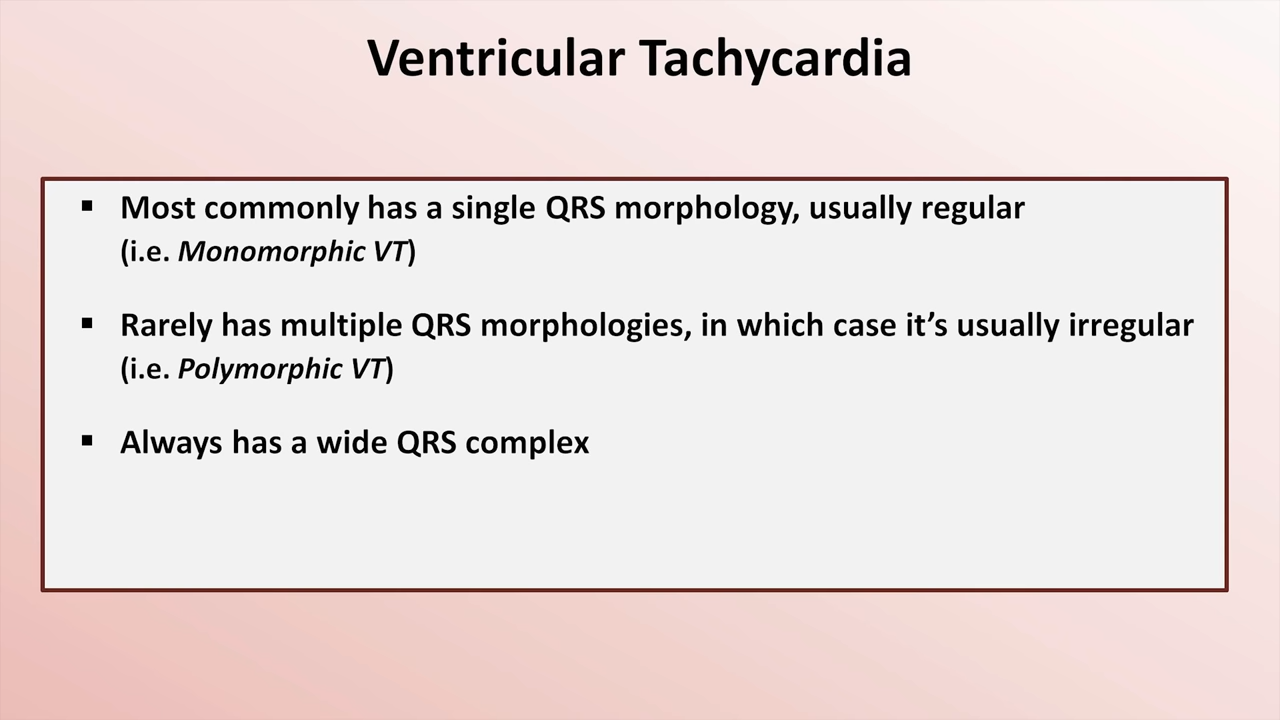 Ventricular Tachycardia
▪ Most commonly has a single QRS morphology, usually regular
(i.e. Monomorphic VT)
▪ Rarely has multiple QRS morphologies, in which case it’s usually irregular
(i.e. Polymorphic VT)
▪ Always has a wide QRS complex